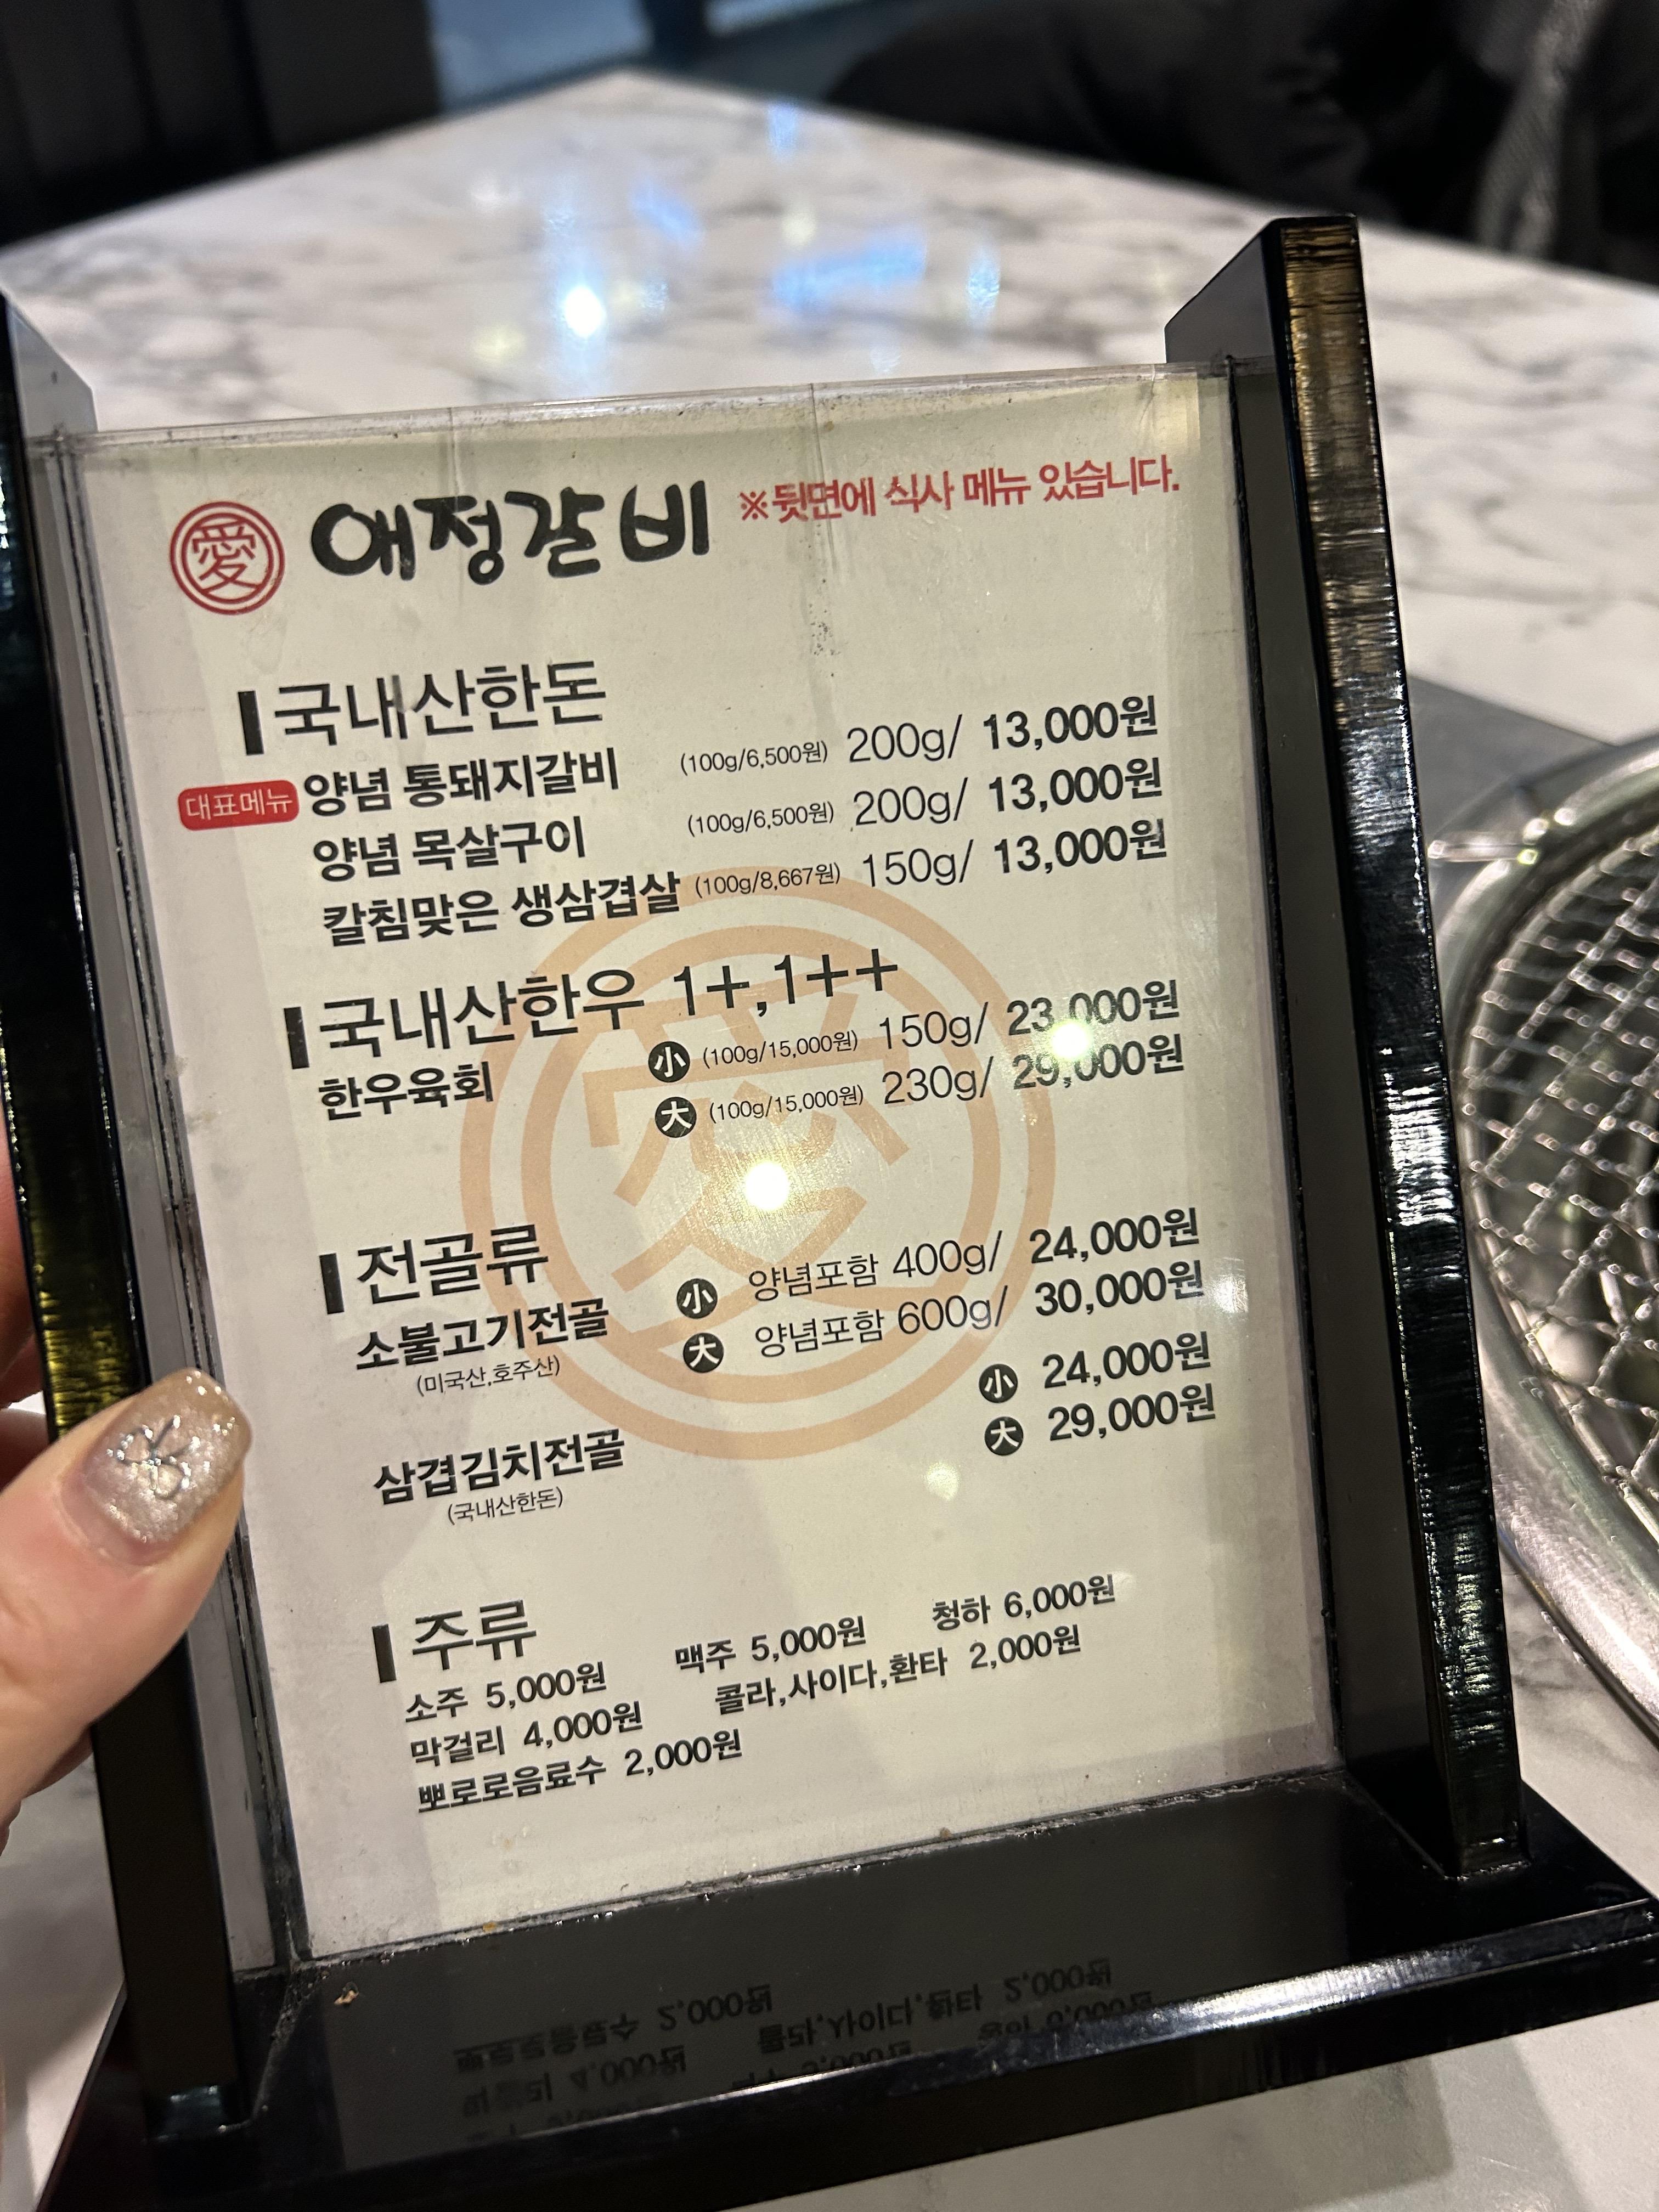 愛 애정갈비 ※뒷면에 식사 메뉴 있습니다.
국내산한돈
대표메뉴 양념 통돼지갈비 (100g/6,500원) 200g/ 13,000원
양념 목살구이 (100g/6,500원) 200g/ 13,000원
칼침맞은 생삼겹살 (100g/8,667원) 150g/ 13,000원
국내산한우 1+,1++
한우육회 小 (100g/15,000원) 150g/ 23,000원
大 (100g/15,000원) 230g/ 29,000원
전골류
소불고기전골 小 양념포함 400g/ 24,000원
(미국산,호주산) 大 양념포함 600g/ 30,000원
삼겹김치전골 小 24,000원
(국내산한돈) 大 29,000원
주류
소주 5,000원 맥주 5,000원 청하 6,000원
막걸리 4,000원 콜라,사이다,환타 2,000원
뽀로로음료수 2,000원